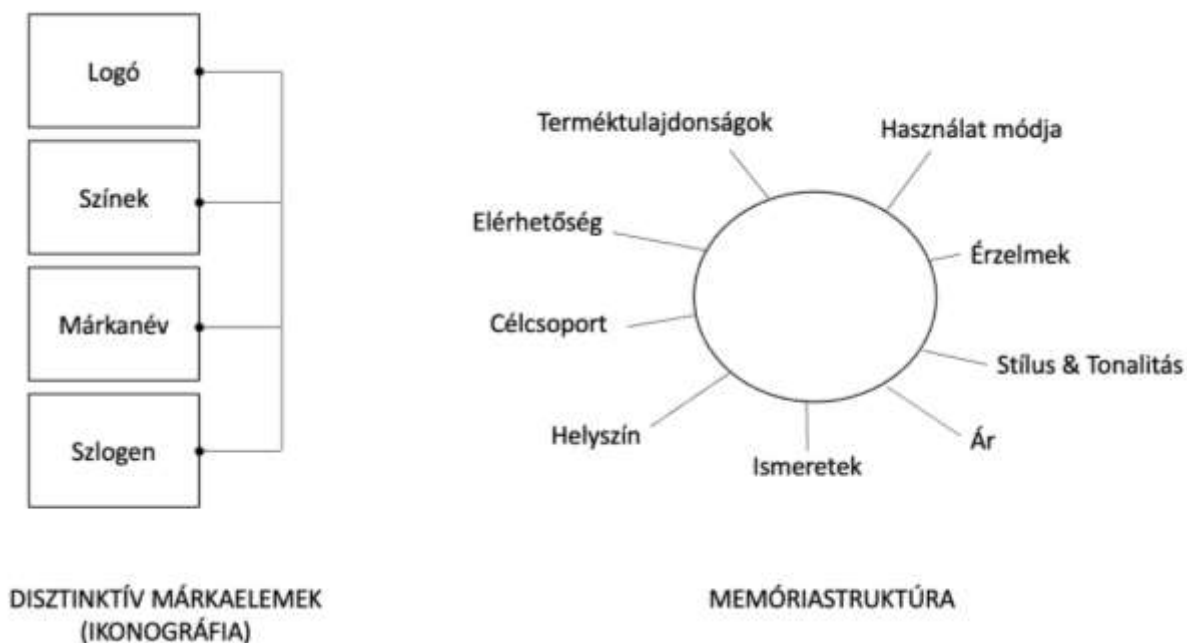 Logó
Színek
Márkanév
Szlogen
DISZTINKTÍV MÁRKAELEMEK
(IKONOGRÁFIA)
Terméktulajdonságok
Használat módja
Elérhetőség
Érzelmek
Célcsoport
Stílus & Tonalitás
Helyszín
Ár
Ismeretek
MEMÓRIASTRUKTÚRA